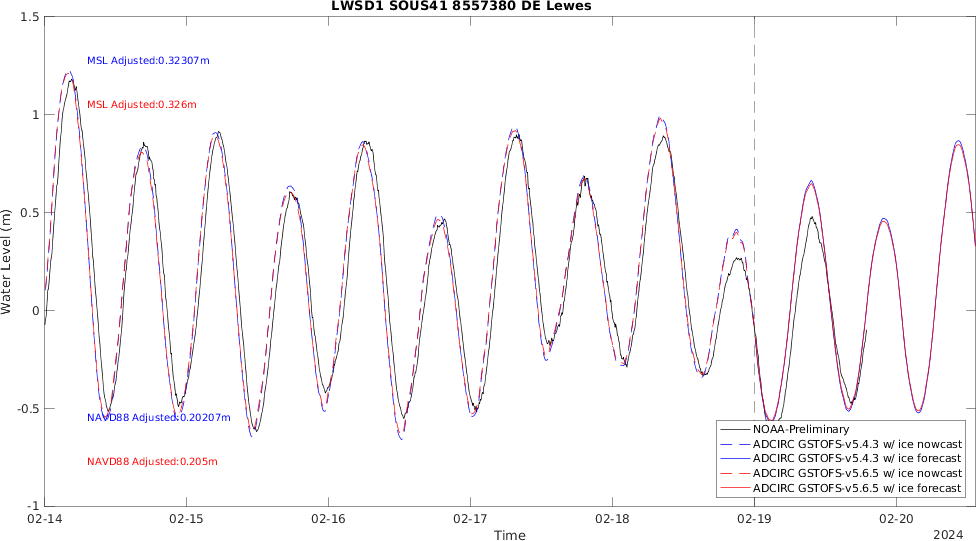 LWSD1 SOUS41 8557380 DE Lewes
1.5
MSL Adjusted:0.32307m
MSL Adjusted:0.326m
1
0.5
Water Level (m)
0
-0.5
NAVD88 Adjusted:0.20207m
NAVD88 Adjusted:0.205m
NOAA-Preliminary
ADCIRC GSTOFS-v5.4.3 w/ ice nowcast
ADCIRC GSTOFS-v5.4.3 w/ ice forecast
ADCIRC GSTOFS-v5.6.5 w/ ice nowcast
ADCIRC GSTOFS-v5.6.5 w/ ice forecast
-1
02-14 02-15 02-16 02-17 02-18 02-19 02-20
Time
2024